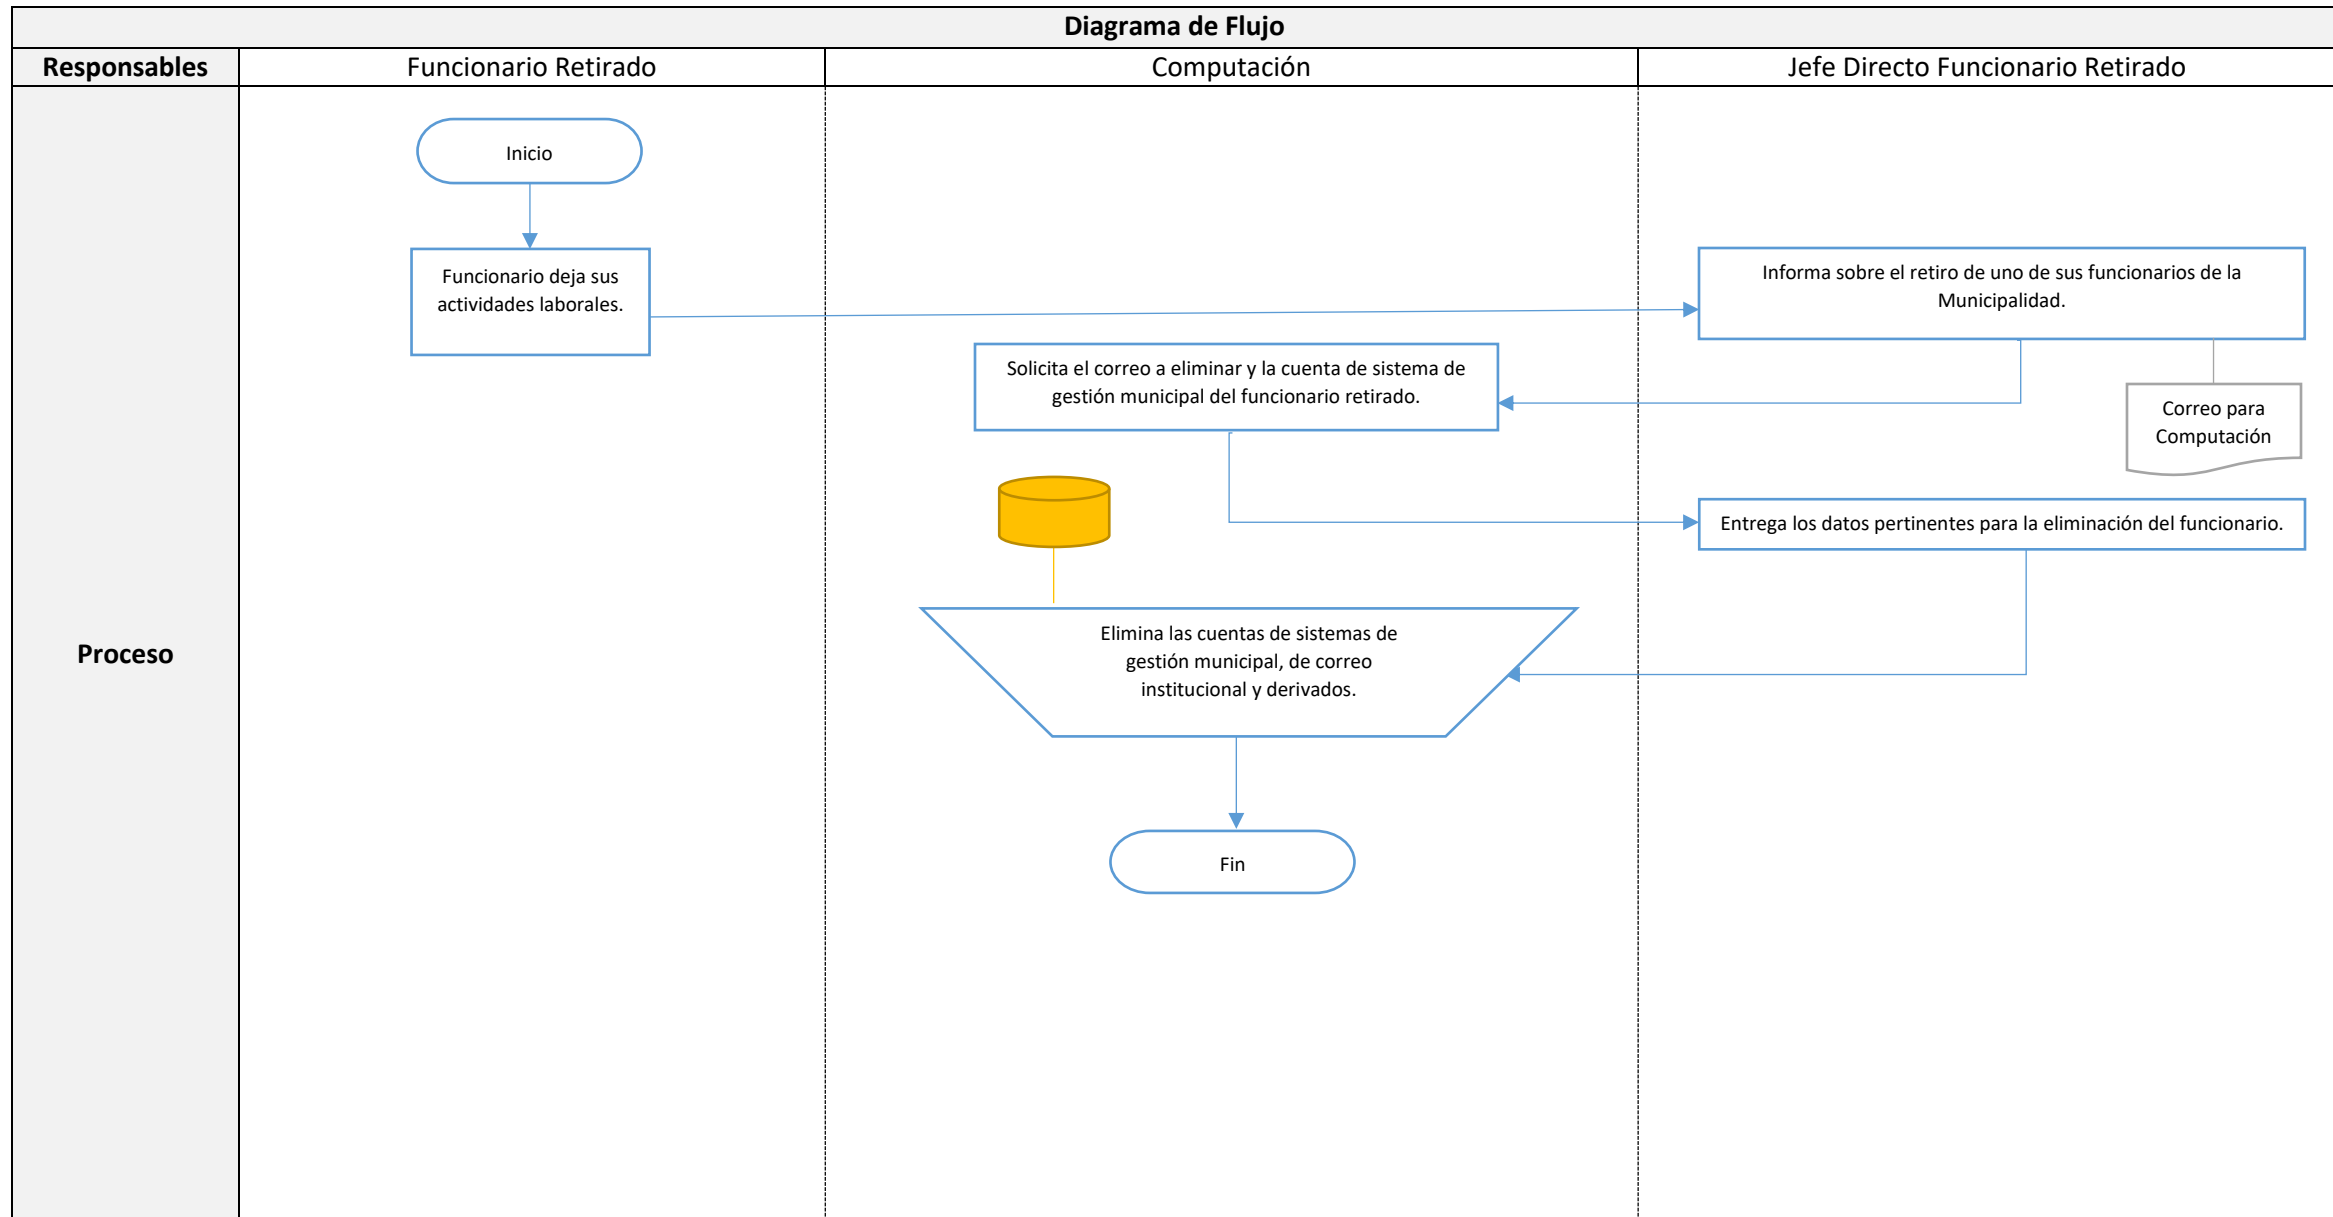 Diagrama de Flujo
Responsables
Funcionario Retirado
Computación
Jefe Directo Funcionario Retirado
Proceso
Inicio
Funcionario deja sus
actividades laborales.
Informa sobre el retiro de uno de sus funcionarios de la
Municipalidad.
Correo para
Computación
Solicita el correo a eliminar y la cuenta de sistema de
gestión municipal del funcionario retirado.
Entrega los datos pertinentes para la eliminación del funcionario.
Elimina las cuentas de sistemas de
gestión municipal, de correo
institucional y derivados.
Fin